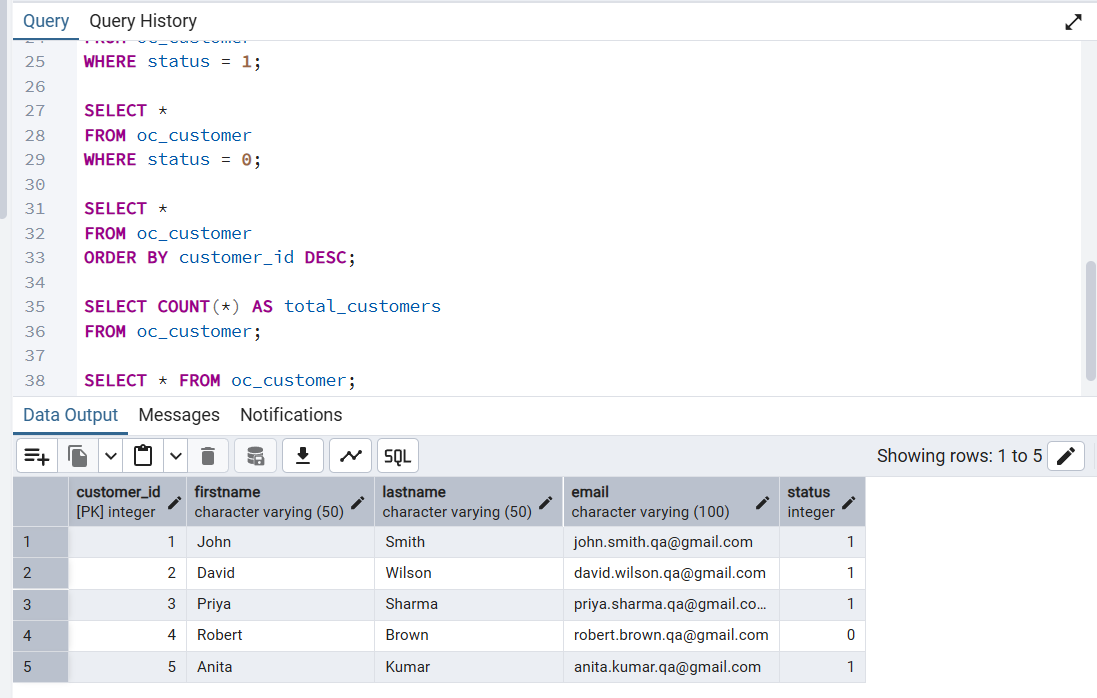 Query Query History
25 WHERE status = 1;
26
27 SELECT *
28 FROM oc_customer
29 WHERE status = 0;
30
31 SELECT *
32 FROM oc_customer
33 ORDER BY customer_id DESC;
34
35 SELECT COUNT(*) AS total_customers
36 FROM oc_customer;
37
38 SELECT * FROM oc_customer;
Data Output Messages Notifications
SQL Showing rows: 1 to 5
customer_id firstname lastname email status
[PK] integer character varying (50) character varying (50) character varying (100) integer
1 1 John Smith john.smith.qa@gmail.com 1
2 2 David Wilson david.wilson.qa@gmail.com 1
3 3 Priya Sharma priya.sharma.qa@gmail.co... 1
4 4 Robert Brown robert.brown.qa@gmail.com 0
5 5 Anita Kumar anita.kumar.qa@gmail.com 1